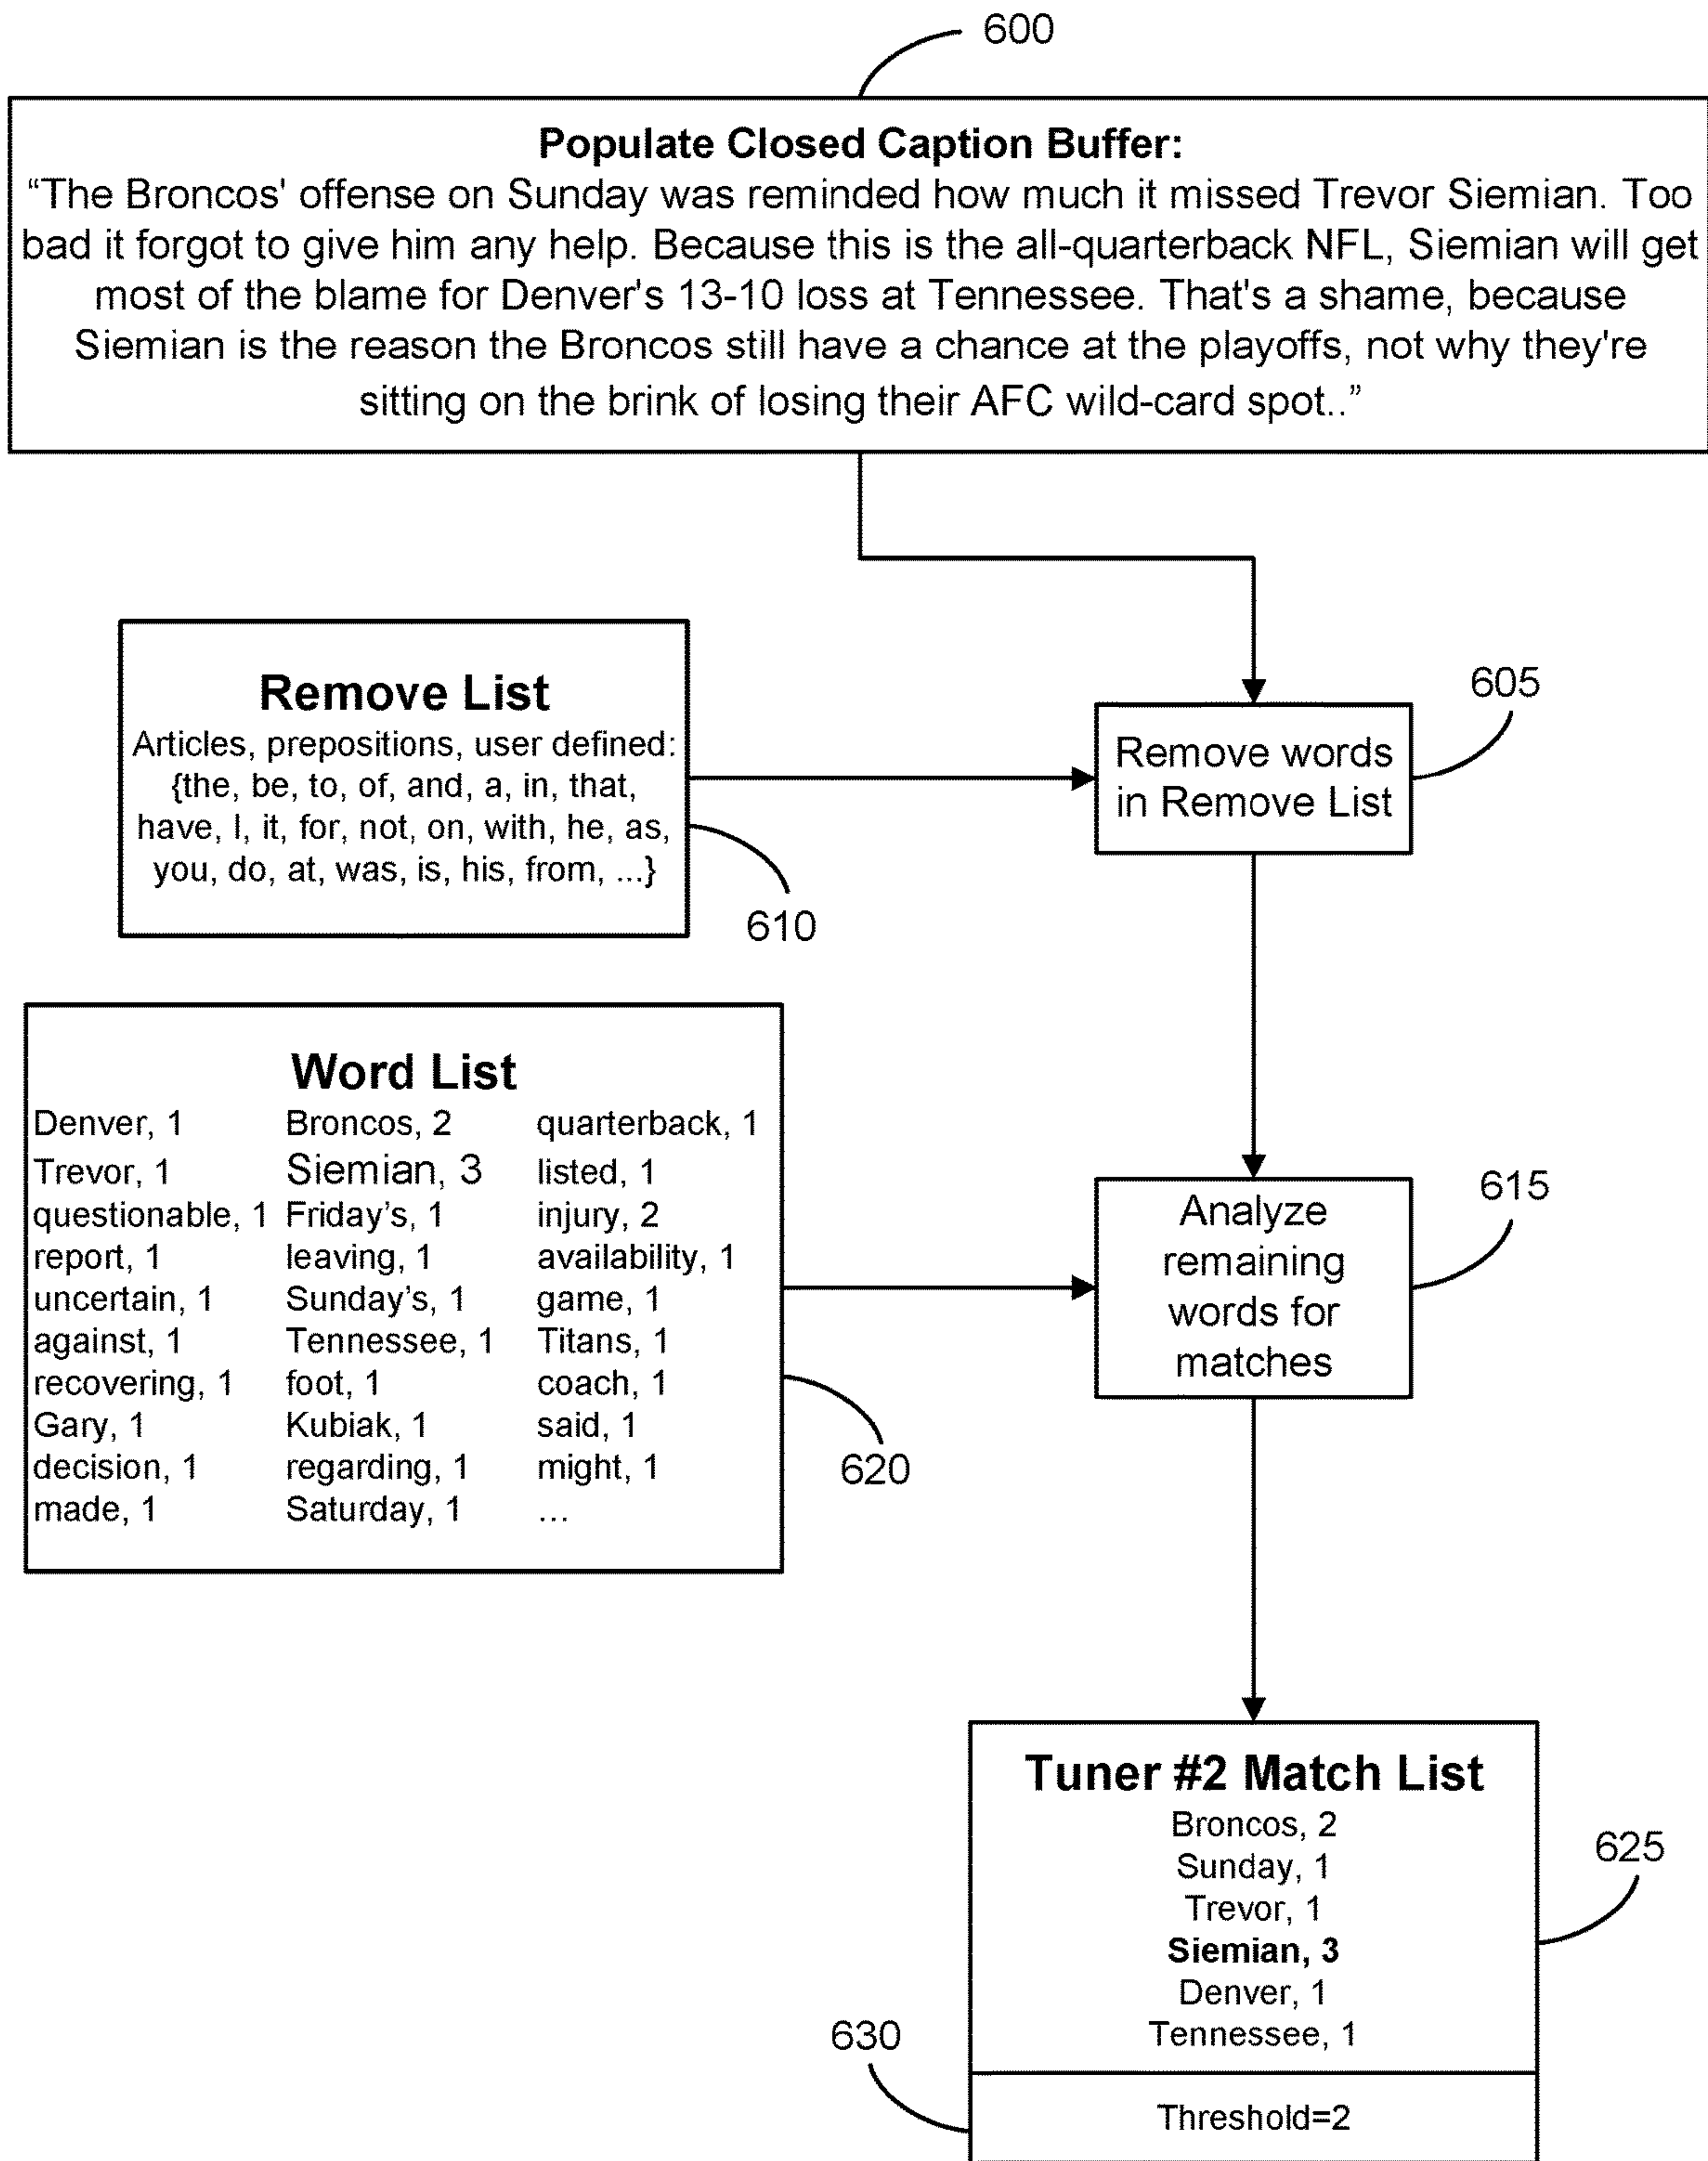 600
Populate Closed Caption Buffer:
“The Broncos' offense on Sunday was reminded how much it missed Trevor Siemian. Too
bad it forgot to give him any help. Because this is the all-quarterback NFL, Siemian will get
most of the blame for Denver's 13-10 loss at Tennessee. That's a shame, because
Siemian is the reason the Broncos still have a chance at the playoffs, not why they're
sitting on the brink of losing their AFC wild-card spot..”
Remove List
Articles, prepositions, user defined:
{the, be, to, of, and, a, in, that,
have, I, it, for, not, on, with, he, as,
you, do, at, was, is, his, from, ...}
610
605
Remove words
in Remove List
Word List
Denver, 1 Broncos, 2 quarterback, 1
Trevor, 1 Siemian, 3 listed, 1
questionable, 1 Friday’s, 1 injury, 2
report, 1 leaving, 1 availability, 1
uncertain, 1 Sunday’s, 1 game, 1
against, 1 Tennessee, 1 Titans, 1
recovering, 1 foot, 1 coach, 1
Gary, 1 Kubiak, 1 said, 1
decision, 1 regarding, 1 might, 1
made, 1 Saturday, 1 ...
620
615
Analyze
remaining
words for
matches
Tuner #2 Match List
Broncos, 2
Sunday, 1
Trevor, 1
Siemian, 3
Denver, 1
Tennessee, 1
625
630
Threshold=2